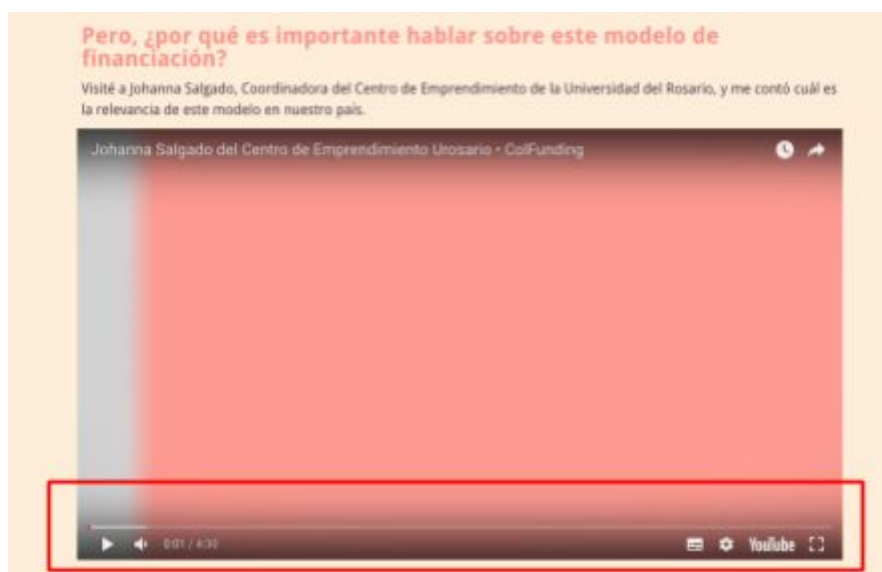 Pero, ¿por qué es importante hablar sobre este modelo de
financiación?
Visité a Johanna Salgado, Coordinadora del Centro de Emprendimiento de la Universidad del Rosario, y me contó cuál es
la relevancia de este modelo en nuestro país.
Johanna Salgado del Centro de Emprendimiento Urosario • ColFunding
0:01 / 4:30 YouTube